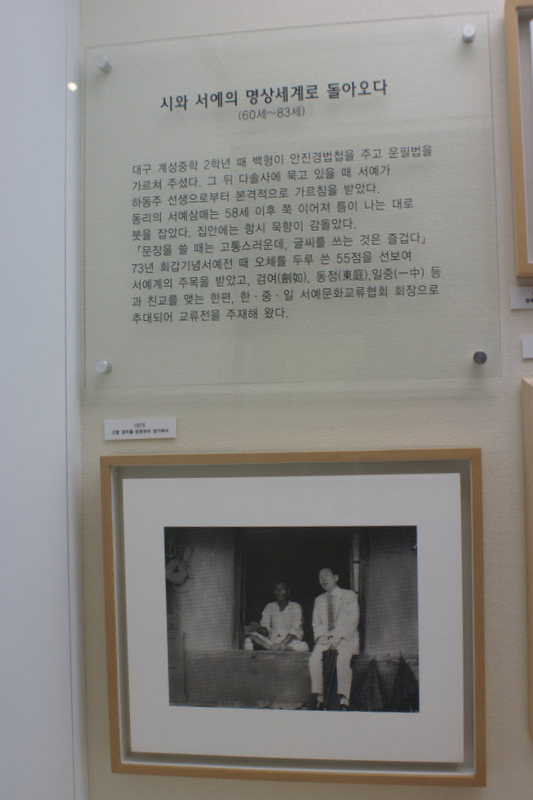 시와 서예의 명상세계로 돌아오다
(60세~83세)
대구 계성중학 2학년 때 백형이 안진경법첩을 주고 운필법을
가르쳐 주셨다. 그 뒤 다솔사에 묵고 있을 때 서예가
하동주 선생으로부터 본격적으로 가르침을 받았다.
동리의 서예삼매는 58세 이후 쭉 이어져 틈이 나는 대로
붓을 잡았다. 집안에는 항시 묵향이 감돌았다.
「문장을 쓸 때는 고통스러운데, 글씨를 쓰는 것은 즐겁다」
73년 회갑기념서예전 때 오체를 두루 쓴 55점을 선보여
서예계의 주목을 받았고, 검여(劍如), 동정(東庭),일중(一中) 등
과 친교를 맺는 한편, 한·중·일 서예문화교류협회 회장으로
추대되어 교류전을 주재해 왔다.
1975
고향 경주를